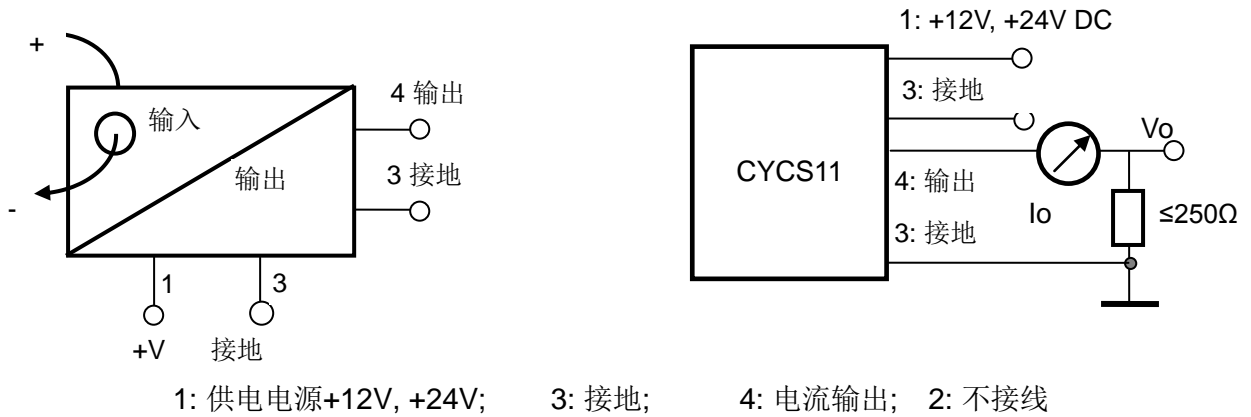 +
输入
输出
-
4 输出
3 接地
1
3
+V
接地
1: +12V, +24V DC
3: 接地
CYCS11
4: 输出
3: 接地
Io
Vo
≤250Ω
1: 供电电源+12V, +24V; 3: 接地; 4: 电流输出; 2: 不接线